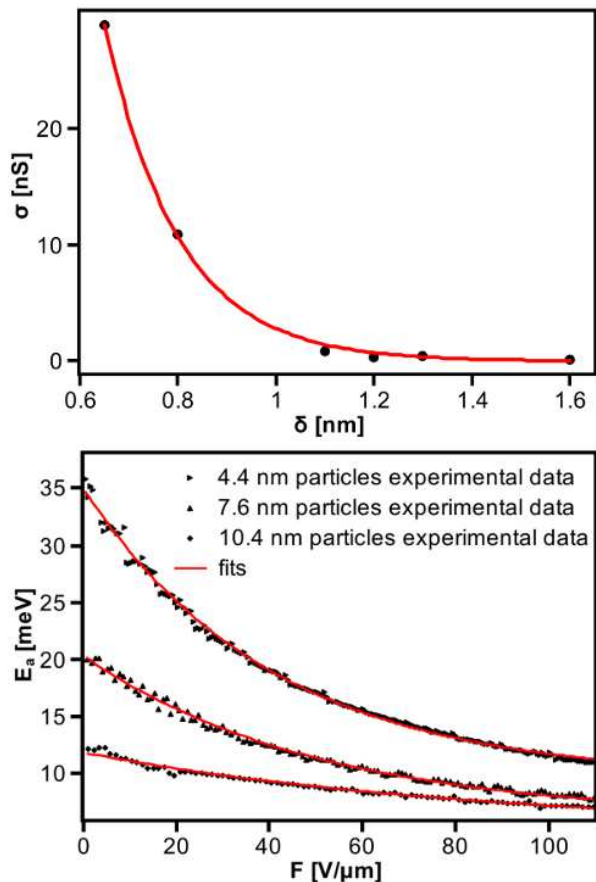 σ [nS]
20
10
0
0.6 0.8 1 1.2 1.4 1.6
δ [nm]
4.4 nm particles experimental data
7.6 nm particles experimental data
10.4 nm particles experimental data
fits
Eₐ [meV]
35
30
25
20
15
10
0 20 40 60 80 100
F [V/μm]